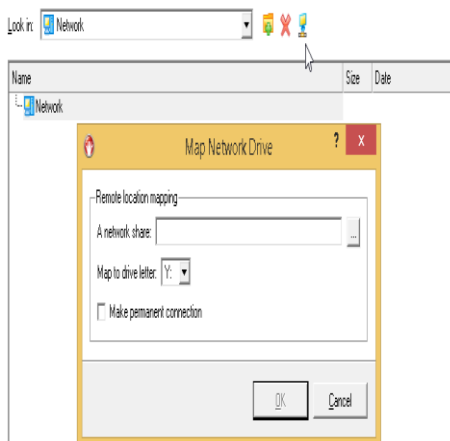 Look in: Network
Name Size Date
Network
Map Network Drive ? x
Remote location mapping
A network share: ...
Map to drive letter: Y:
Make permanent connection
OK Cancel